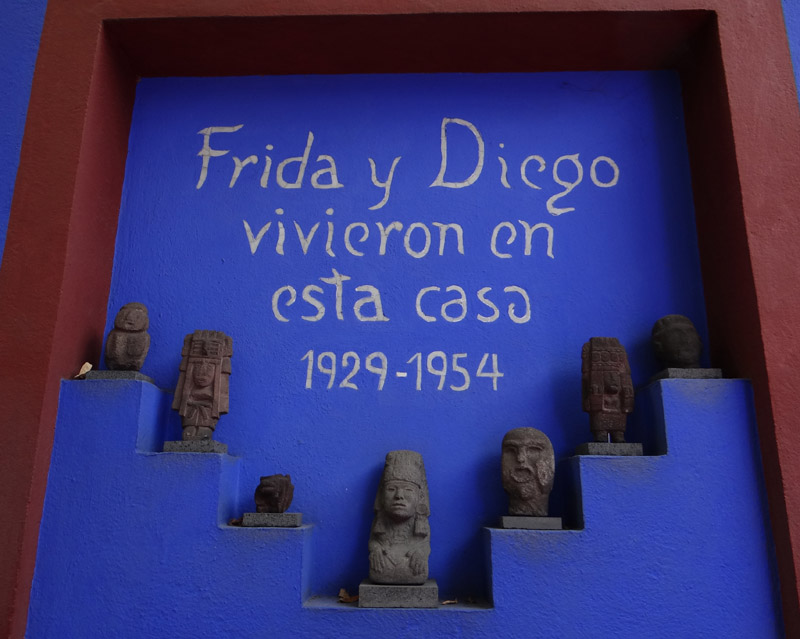 Frida y Diego
vivieron en
esta casa
1929-1954